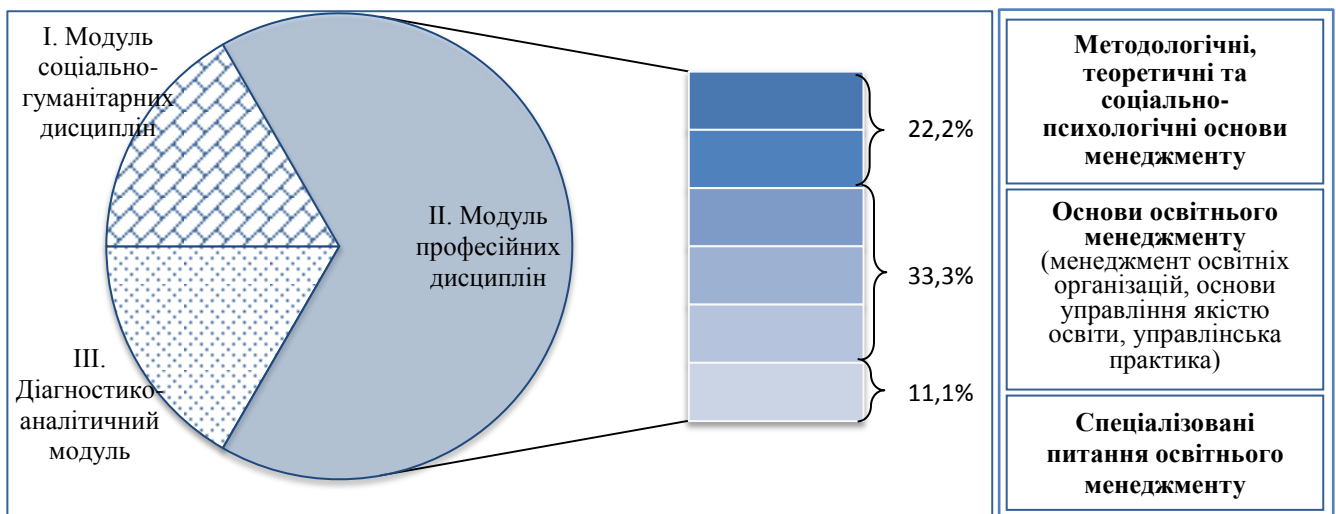 І. Модуль
соціально-
гуманітарних
дисциплін
ІІ. Модуль
професійних
дисциплін
ІІІ.
Діагностико-
аналітичний
модуль
22,2%
33,3%
11,1%
Методологічні,
теоретичні та
соціально-
психологічні основи
менеджменту
Основи освітнього
менеджменту
(менеджмент освітніх
організацій, основи
управління якістю
освіти, управлінська
практика)
Спеціалізовані
питання освітнього
менеджменту